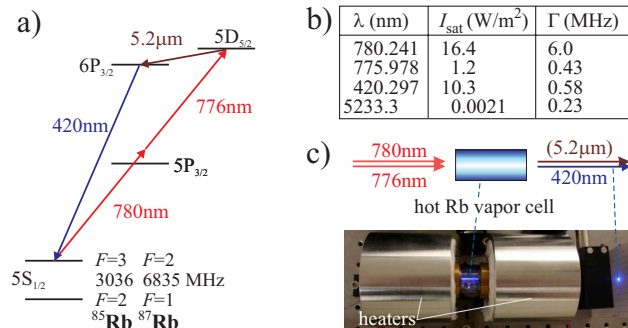 a)
5.2µm
5D5/2
6P3/2
776nm
420nm
5P3/2
780nm
5S1/2
F=3 F=2
3036 6835 MHz
F=2 F=1
85Rb 87Rb
b)
λ (nm) Isat (W/m²) Γ (MHz)
780.241 16.4 6.0
775.978 1.2 0.43
420.297 10.3 0.58
5233.3 0.0021 0.23
c)
780nm (5.2µm)
776nm 420nm
hot Rb vapor cell
heaters